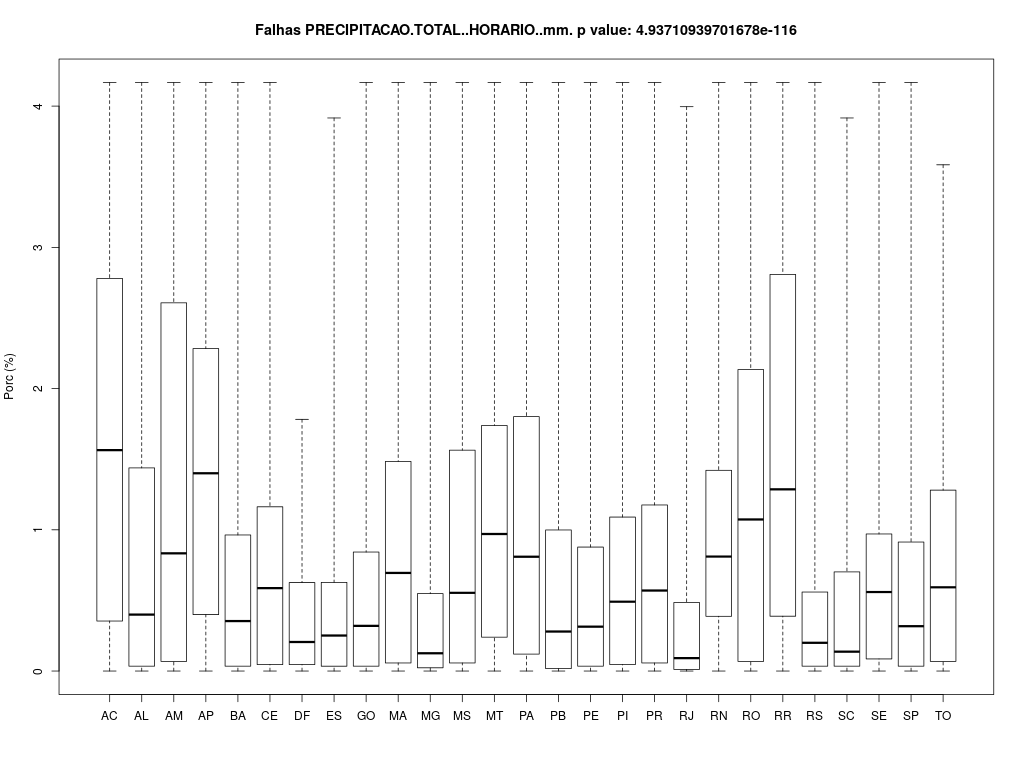 Falhas PRECIPITACAO.TOTAL..HORARIO..mm. p value: 4.93710939701678e-116
Porc (%)
4
3
2
1
0
AC AL AM AP BA CE DF ES GO MA MG MS MT PA PB PE PI PR RJ RN RO RR RS SC SE SP TO